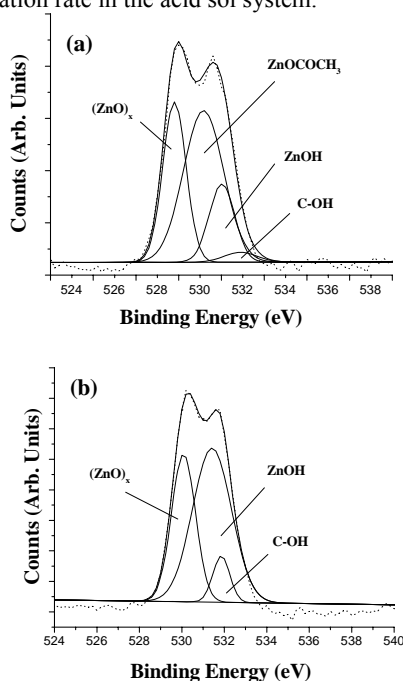 ation rate in the acid sol system.
(a)
ZnOCOCH₃
(ZnO)ₓ
ZnOH
C-OH
Counts (Arb. Units)
524 526 528 530 532 534 536 538
Binding Energy (eV)
(b)
(ZnO)ₓ
ZnOH
C-OH
Counts (Arb. Units)
524 526 528 530 532 534 536 538 540
Binding Energy (eV)